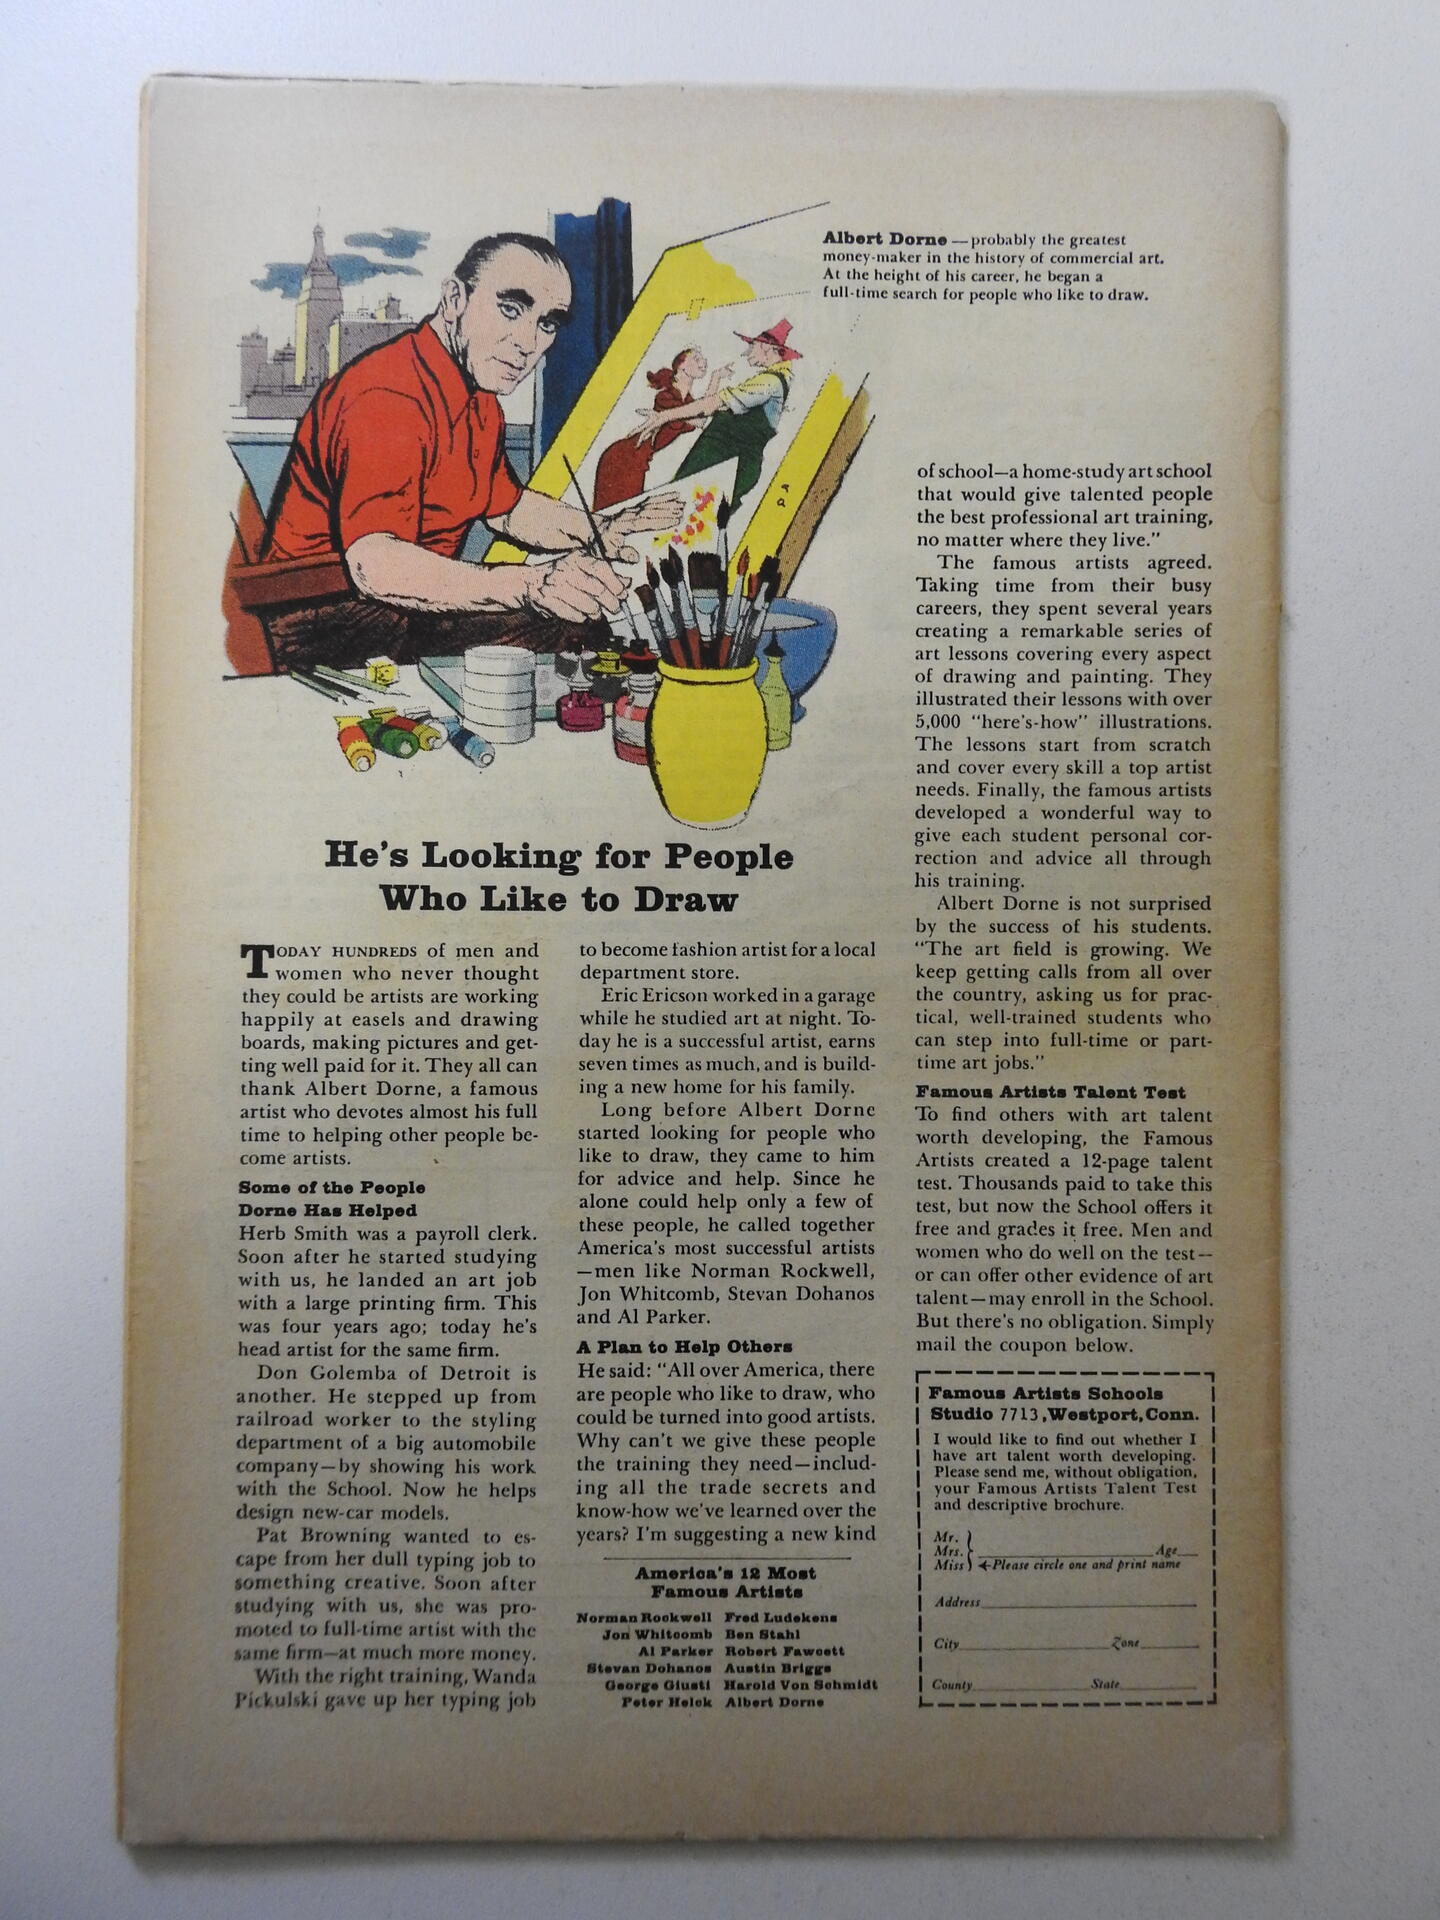 Albert Dorne — probably the greatest
money-maker in the history of commercial art.
At the height of his career, he began a
full-time search for people who like to draw.
He's Looking for People
Who Like to Draw
TODAY HUNDREDS of men and
women who never thought
they could be artists are working
happily at easels and drawing
boards, making pictures and get-
ting well paid for it. They all can
thank Albert Dorne, a famous
artist who devotes almost his full
time to helping other people be-
come artists.
Some of the People
Dorne Has Helped
Herb Smith was a payroll clerk.
Soon after he started studying
with us, he landed an art job
with a large printing firm. This
was four years ago; today he's
head artist for the same firm.
Don Golemba of Detroit is
another. He stepped up from
railroad worker to the styling
department of a big automobile
company—by showing his work
with the School. Now he helps
design new-car models.
Pat Browning wanted to es-
cape from her dull typing job to
something creative. Soon after
studying with us, she was pro-
moted to full-time artist with the
same firm—at much more money.
With the right training, Wanda
Pickulski gave up her typing job
to become fashion artist for a local
department store.
Eric Ericson worked in a garage
while he studied art at night. To-
day he is a successful artist, earns
seven times as much, and is build-
ing a new home for his family.
Long before Albert Dorne
started looking for people who
like to draw, they came to him
for advice and help. Since he
alone could help only a few of
these people, he called together
America's most successful artists
—men like Norman Rockwell,
Jon Whitcomb, Stevan Dohanos
and Al Parker.
A Plan to Help Others
He said: "All over America, there
are people who like to draw, who
could be turned into good artists.
Why can't we give these people
the training they need—includ-
ing all the trade secrets and
know-how we've learned over the
years? I'm suggesting a new kind
America's 12 Most
Famous Artists
Norman Rockwell Fred Ludekens
Jon Whitcomb Ben Stahl
Al Parker Robert Fawcett
Stevan Dohanos Austin Briggs
George Giusti Harold Von Schmidt
Peter Helck Albert Dorne
of school—a home-study art school
that would give talented people
the best professional art training,
no matter where they live."
The famous artists agreed.
Taking time from their busy
careers, they spent several years
creating a remarkable series of
art lessons covering every aspect
of drawing and painting. They
illustrated their lessons with over
5,000 "here's-how" illustrations.
The lessons start from scratch
and cover every skill a top artist
needs. Finally, the famous artists
developed a wonderful way to
give each student personal cor-
rection and advice all through
his training.
Albert Dorne is not surprised
by the success of his students.
"The art field is growing. We
keep getting calls from all over
the country, asking us for prac-
tical, well-trained students who
can step into full-time or part-
time art jobs."
Famous Artists Talent Test
To find others with art talent
worth developing, the Famous
Artists created a 12-page talent
test. Thousands paid to take this
test, but now the School offers it
free and grades it free. Men and
women who do well on the test—
or can offer other evidence of art
talent—may enroll in the School.
But there's no obligation. Simply
mail the coupon below.
Famous Artists Schools
Studio 7713, Westport, Conn.
I would like to find out whether I
have art talent worth developing.
Please send me, without obligation,
your Famous Artists Talent Test
and descriptive brochure.
Mr.
Mrs. Age
Miss ←Please circle one and print name
Address
City Zone
County State